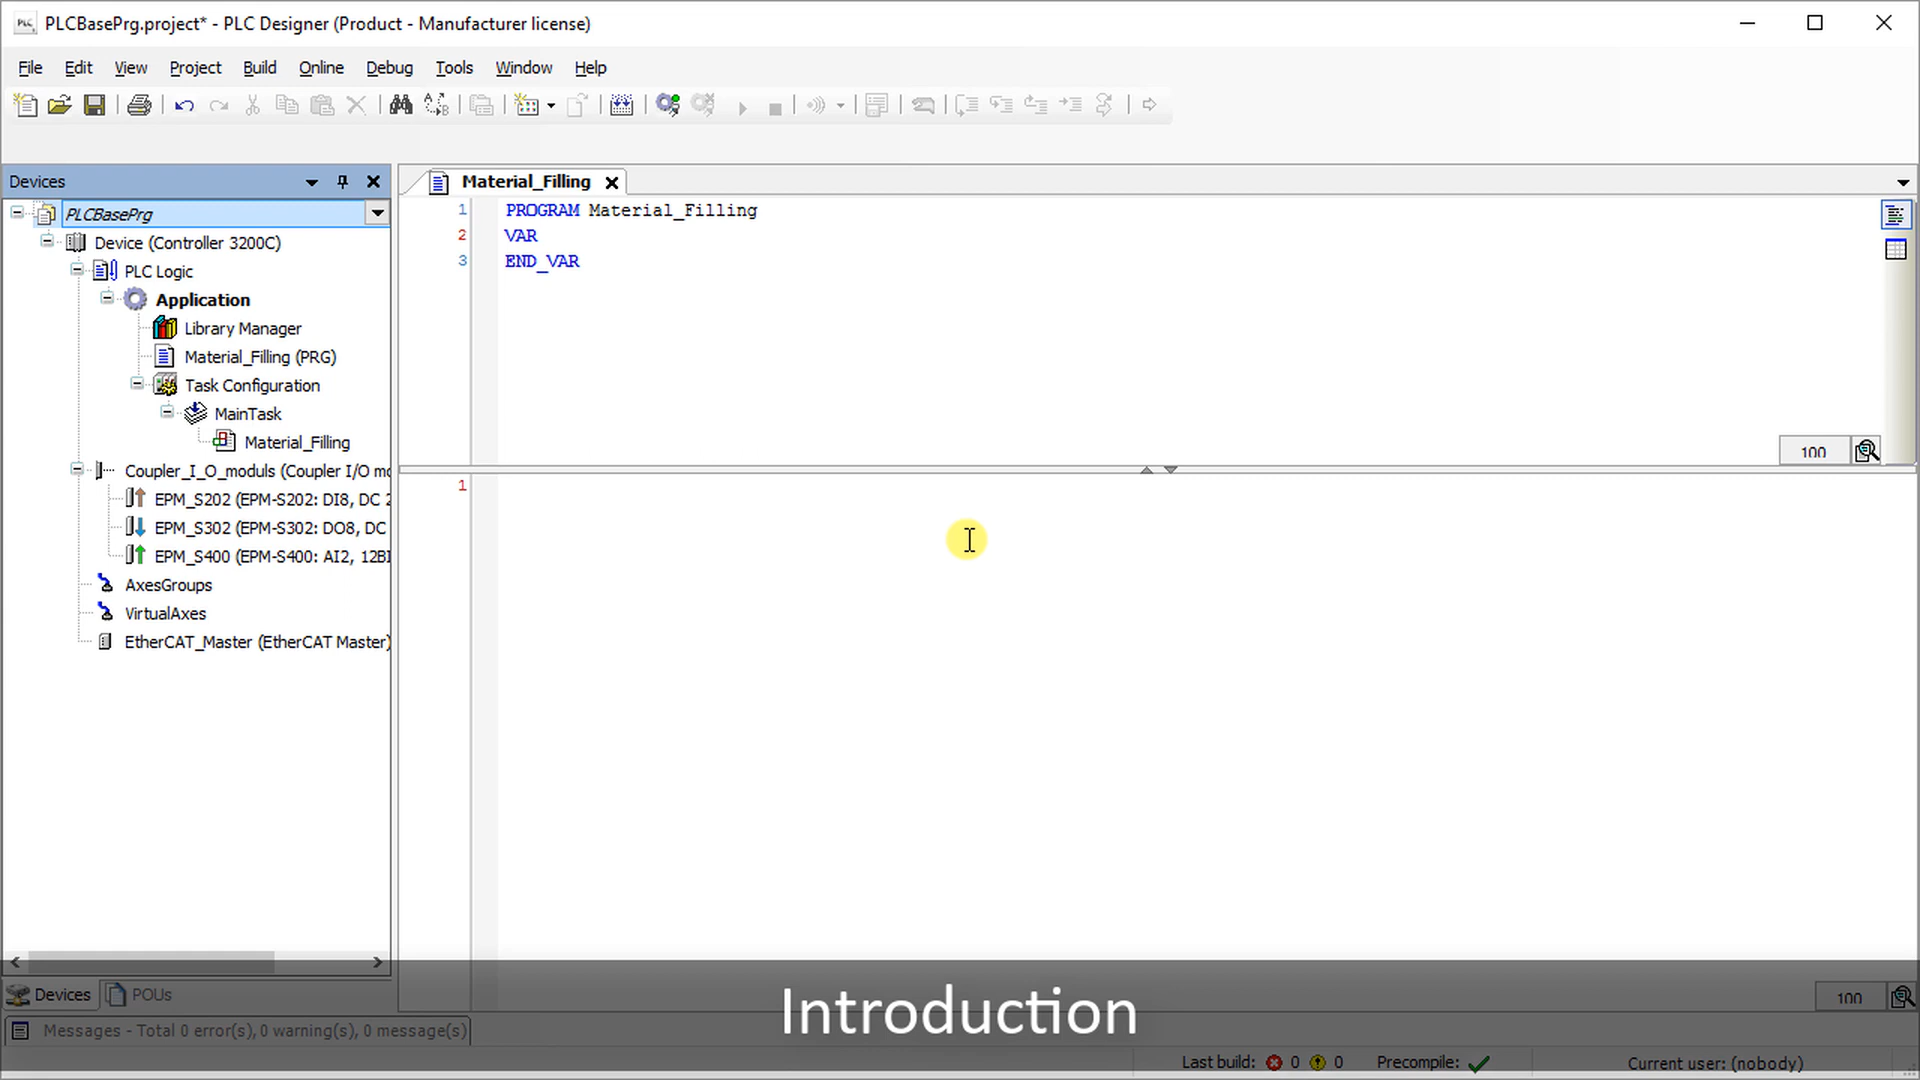 PLCBasePrg.project* - PLC Designer (Product - Manufacturer license)
File Edit View Project Build Online Debug Tools Window Help
Devices
PLCBasePrg
Device (Controller 3200C)
PLC Logic
Application
Library Manager
Material_Filling (PRG)
Task Configuration
MainTask
Material_Filling
Coupler_I_O_moduls (Coupler I/O mo
EPM_S202 (EPM-S202: DI8, DC 2
EPM_S302 (EPM-S302: DO8, DC
EPM_S400 (EPM-S400: AI2, 12BI
AxesGroups
VirtualAxes
EtherCAT_Master (EtherCAT Master)
Devices POUs
Material_Filling
1 PROGRAM Material_Filling
2 VAR
3 END_VAR
100
1
100
Introduction
Messages - Total 0 error(s), 0 warning(s), 0 message(s)
Last build: 0 0 Precompile: Current user: (nobody)